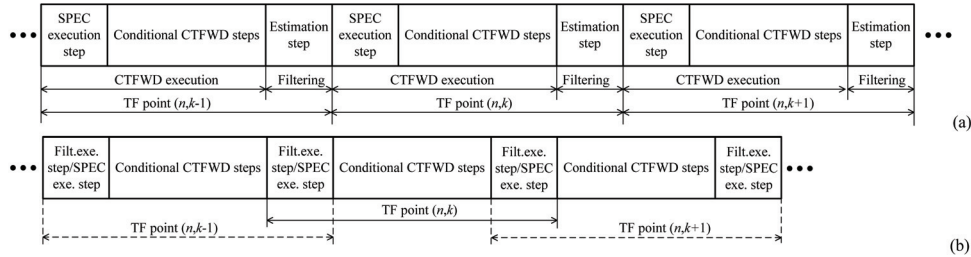 SPEC execution step
Conditional CTFWD steps
Estimation step
SPEC execution step
Conditional CTFWD steps
Estimation step
SPEC execution step
Conditional CTFWD steps
Estimation step
CTFWD execution
Filtering
CTFWD execution
Filtering
CTFWD execution
Filtering
TF point (n,k-1)
TF point (n,k)
TF point (n,k+1)
(a)
Filt.exe. step/SPEC exe. step
Conditional CTFWD steps
Filt.exe. step/SPEC exe. step
Conditional CTFWD steps
Filt.exe. step/SPEC exe. step
Conditional CTFWD steps
Filt.exe. step/SPEC exe. step
TF point (n,k)
TF point (n,k-1)
TF point (n,k+1)
(b)